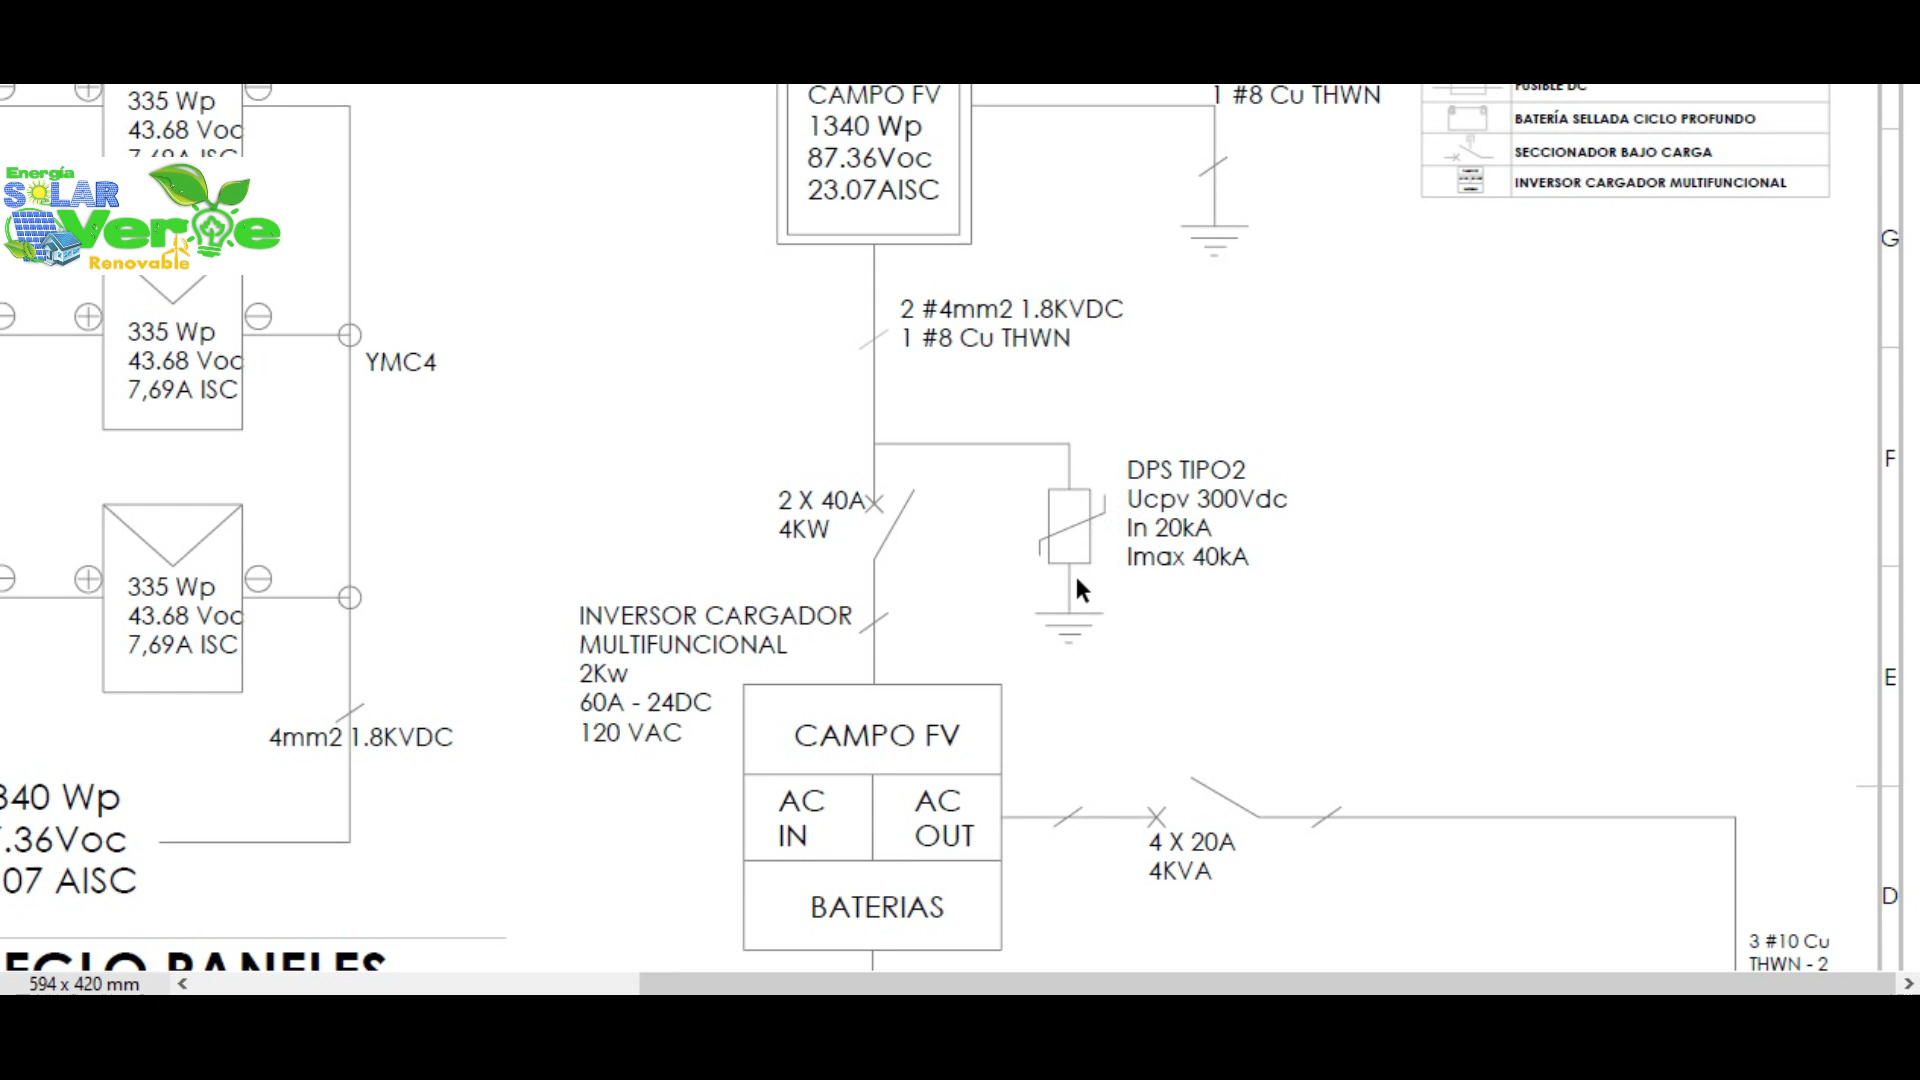 335 Wp
43.68 Voc
7,69A ISC
Energía
SOLAR
Verde
Renovable
335 Wp
43.68 Voc
7,69A ISC
YMC4
335 Wp
43.68 Voc
7,69A ISC
4mm2 1.8KVDC
340 Wp
.36Voc
07 AISC
PANELES
CAMPO FV
1340 Wp
87.36Voc
23.07AISC
1 #8 Cu THWN
2 #4mm2 1.8KVDC
1 #8 Cu THWN
2 X 40A
4KW
DPS TIPO2
Ucpv 300Vdc
In 20kA
Imax 40kA
INVERSOR CARGADOR
MULTIFUNCIONAL
2Kw
60A - 24DC
120 VAC
CAMPO FV
AC
IN
AC
OUT
BATERIAS
4 X 20A
4KVA
3 #10 Cu
THWN - 2
FUSIBLE DC
BATERÍA SELLADA CICLO PROFUNDO
SECCIONADOR BAJO CARGA
INVERSOR CARGADOR MULTIFUNCIONAL
G
F
E
D
594 x 420 mm